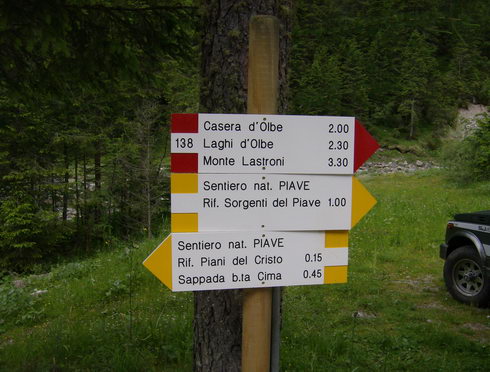 138
Casera d'Olbe 2.00
Laghi d'Olbe 2.30
Monte Lastroni 3.30
Sentiero nat. PIAVE
Rif. Sorgenti del Piave 1.00
Sentiero nat. PIAVE
Rif. Piani del Cristo 0.15
Sappada b.ta Cima 0.45